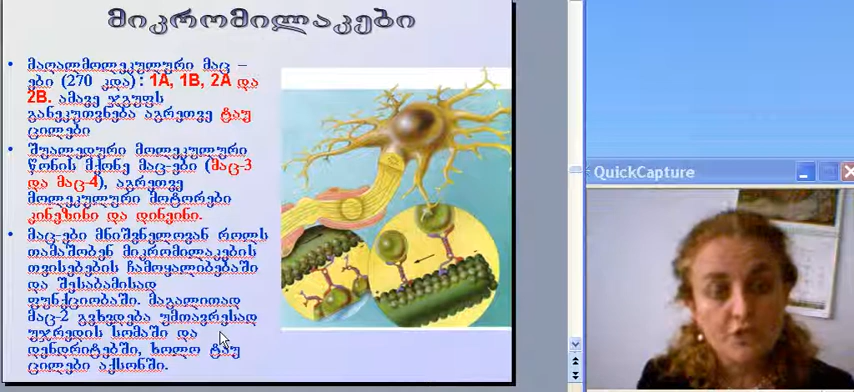 მიკრომილაკები
• მაღალმოლეკულური მაც –
ები (270 კდა) : 1A, 1B, 2A და
2B. ამავე ჯგუფს
განეკუთვნება აგრეთვე ტაუ
ცილები
• შუალედური მოლეკულური
წონის მქონე მაც-ები (მაც-3
და მაც-4), აგრეთვე
მოლეკულური მოტორები
კინეზინი და დინეინი.
• მაც-ები მნიშვნელოვან როლს
თამაშობენ მიკრომილაკების
თვისებების ჩამოყალიბებაში
და შესაბამისად
ფუნქციობაში. მაგალითად
მაც-2 გვხვდება უმთავრესად
უჯრედის სომაში და
დენდრიტებში, ხოლო ტაუ
ცილები აქსონში.
QuickCapture